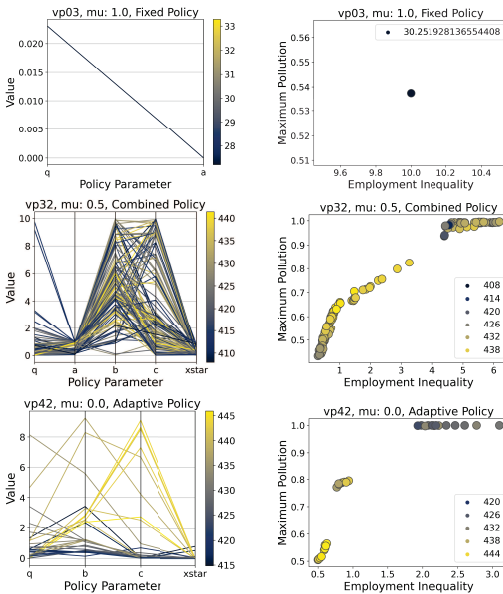 vp03, mu: 1.0, Fixed Policy
Value
0.020
0.015
0.010
0.005
0.000
q
a
Policy Parameter
33
32
31
30
29
28
vp03, mu: 1.0, Fixed Policy
Maximum Pollution
0.56
0.55
0.54
0.53
0.52
0.51
30.251928136554408
9.6
9.8
10.0
10.2
10.4
Employment Inequality
vp32, mu: 0.5, Combined Policy
Value
10
8
6
4
2
0
q
a
b
c
xstar
Policy Parameter
440
435
430
425
420
415
410
vp32, mu: 0.5, Combined Policy
Maximum Pollution
1.0
0.9
0.8
0.7
0.6
0.5
408
414
420
426
432
438
1
2
3
4
5
6
Employment Inequality
vp42, mu: 0.0, Adaptive Policy
Value
8
6
4
2
0
q
b
c
xstar
Policy Parameter
445
440
435
430
425
420
415
vp42, mu: 0.0, Adaptive Policy
Maximum Pollution
1.0
0.9
0.8
0.7
0.6
0.5
420
426
432
438
444
0.5
1.0
1.5
2.0
2.5
3.0
Employment Inequality